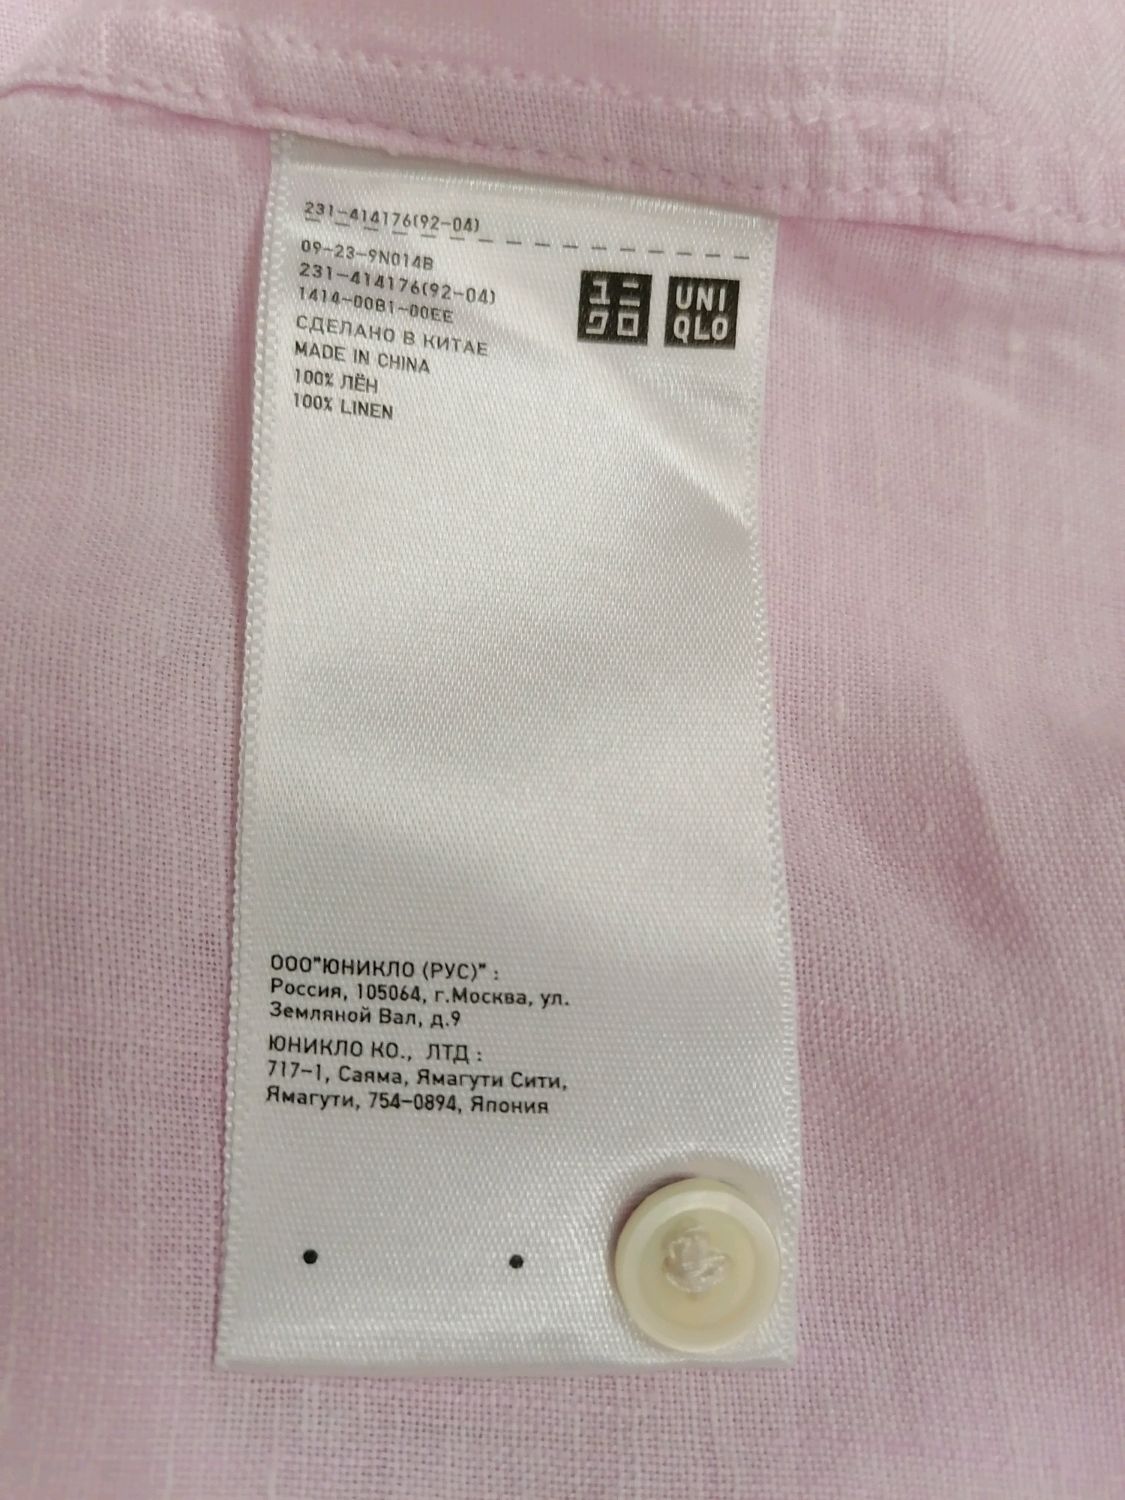 231-414176(92-04)
09-23-9N014B
231-414176(92-04)
1414-00B1-00EE
СДЕЛАНО В КИТАЕ
MADE IN CHINA
100% ЛЁН
100% LINEN
ユニ
クロ
UNI
QLO
ООО"ЮНИКЛО (РУС)" :
Россия, 105064, г.Москва, ул.
Земляной Вал, д.9
ЮНИКЛО КО., ЛТД :
717-1, Саяма, Ямагути Сити,
Ямагути, 754-0894, Япония